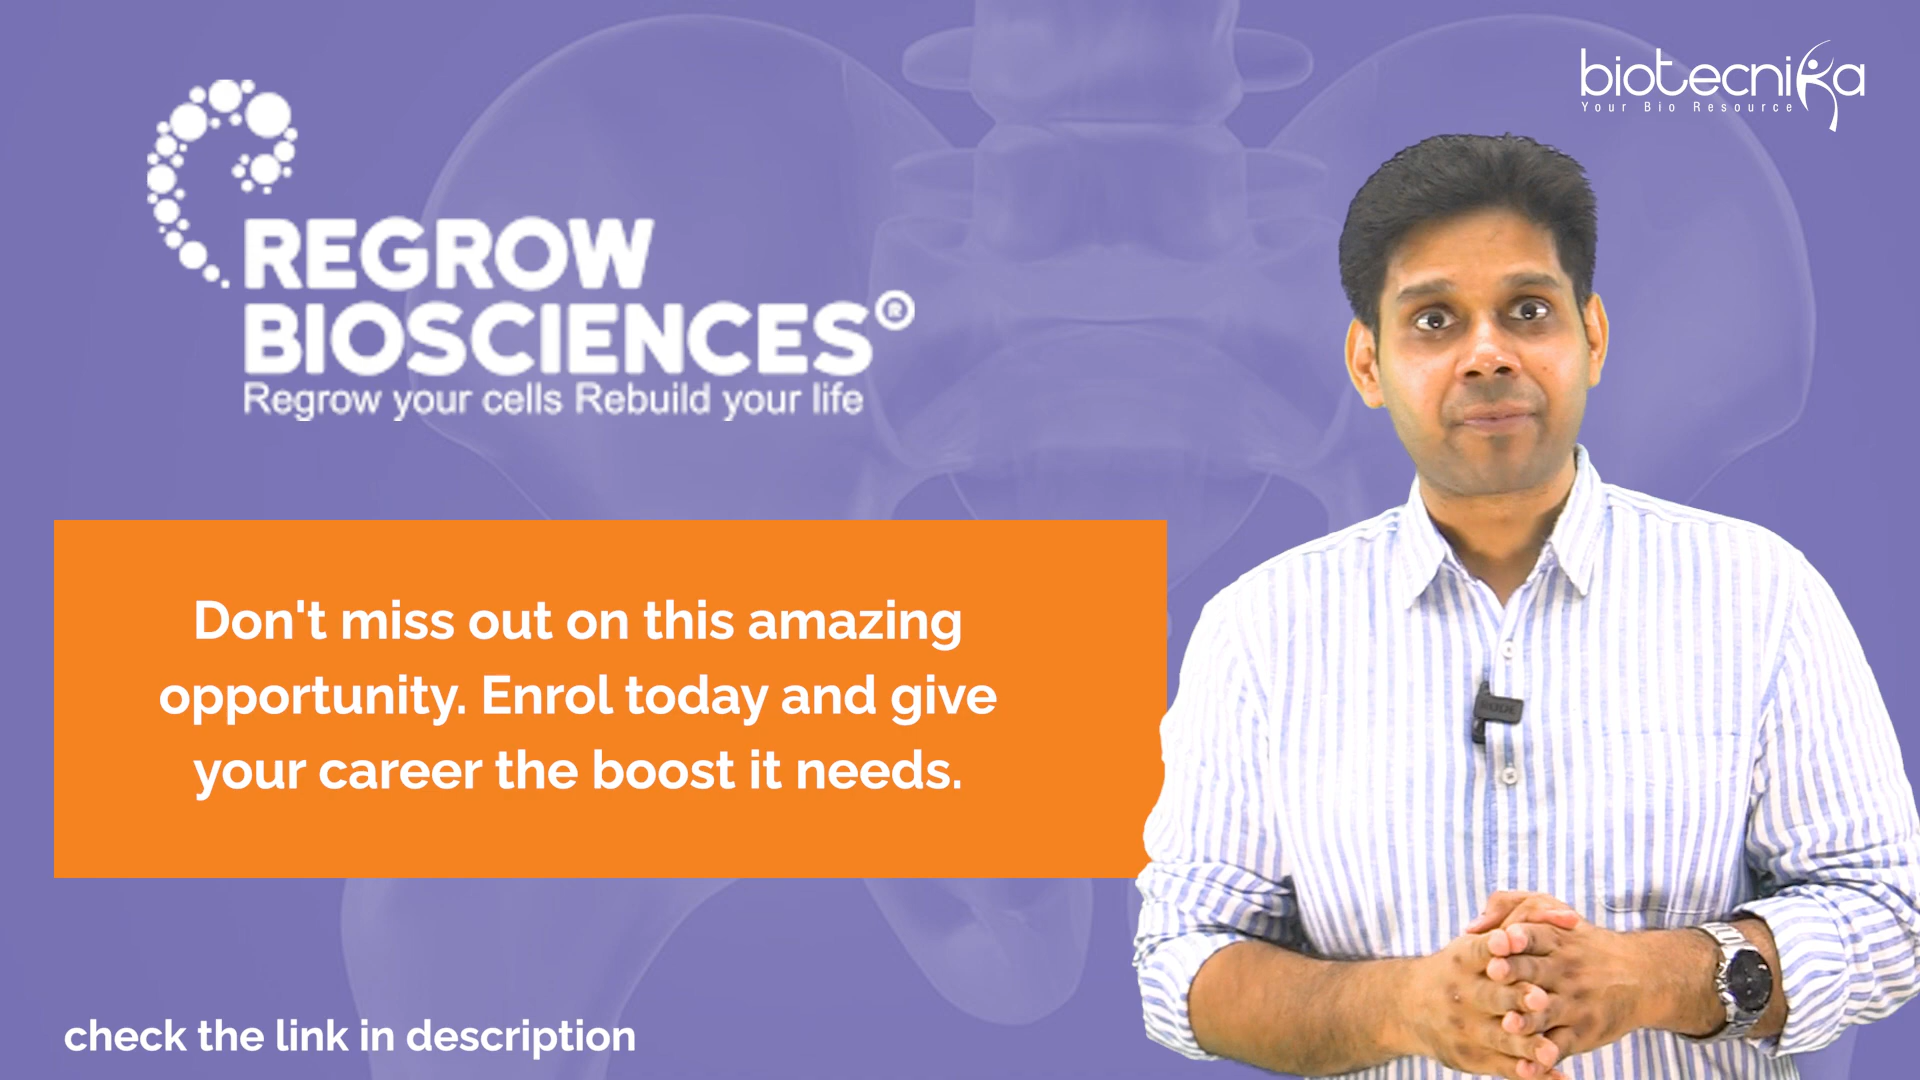 biotecnika
Your Bio Resource
REGROW
BIOSCIENCES®
Regrow your cells Rebuild your life
Don't miss out on this amazing
opportunity. Enrol today and give
your career the boost it needs.
RODE
check the link in description